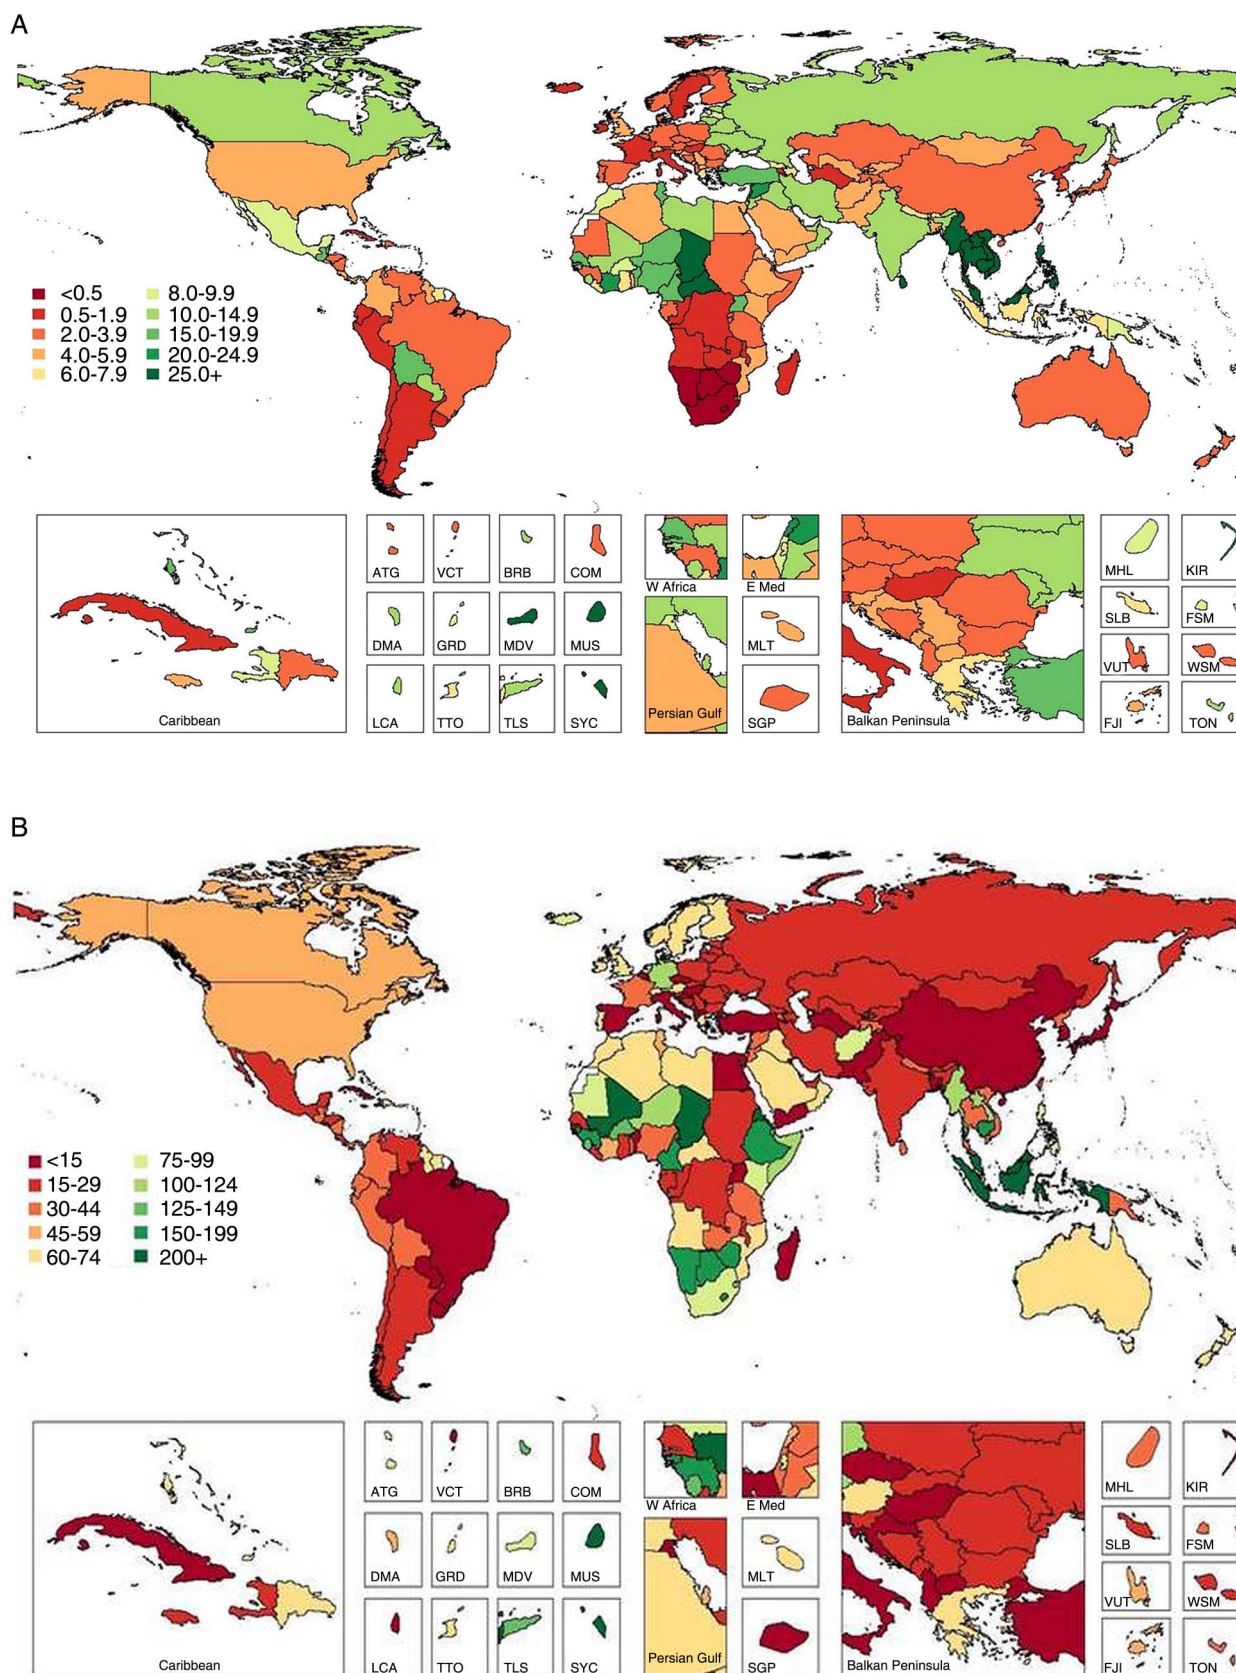 A
<0.5 8.0-9.9
0.5-1.9 10.0-14.9
2.0-3.9 15.0-19.9
4.0-5.9 20.0-24.9
6.0-7.9 25.0+
ATG VCT BRB COM W Africa E Med MHL KIR
DMA GRD MDV MUS MLT SLB FSM
VUT WSM
Caribbean LCA TTO TLS SYC Persian Gulf SGP Balkan Peninsula FJI TON
B
<15 75-99
15-29 100-124
30-44 125-149
45-59 150-199
60-74 200+
ATG VCT BRB COM W Africa E Med MHL KIR
DMA GRD MDV MUS MLT SLB FSM
VUT WSM
Caribbean LCA TTO TLS SYC Persian Gulf SGP Balkan Peninsula FJI TON